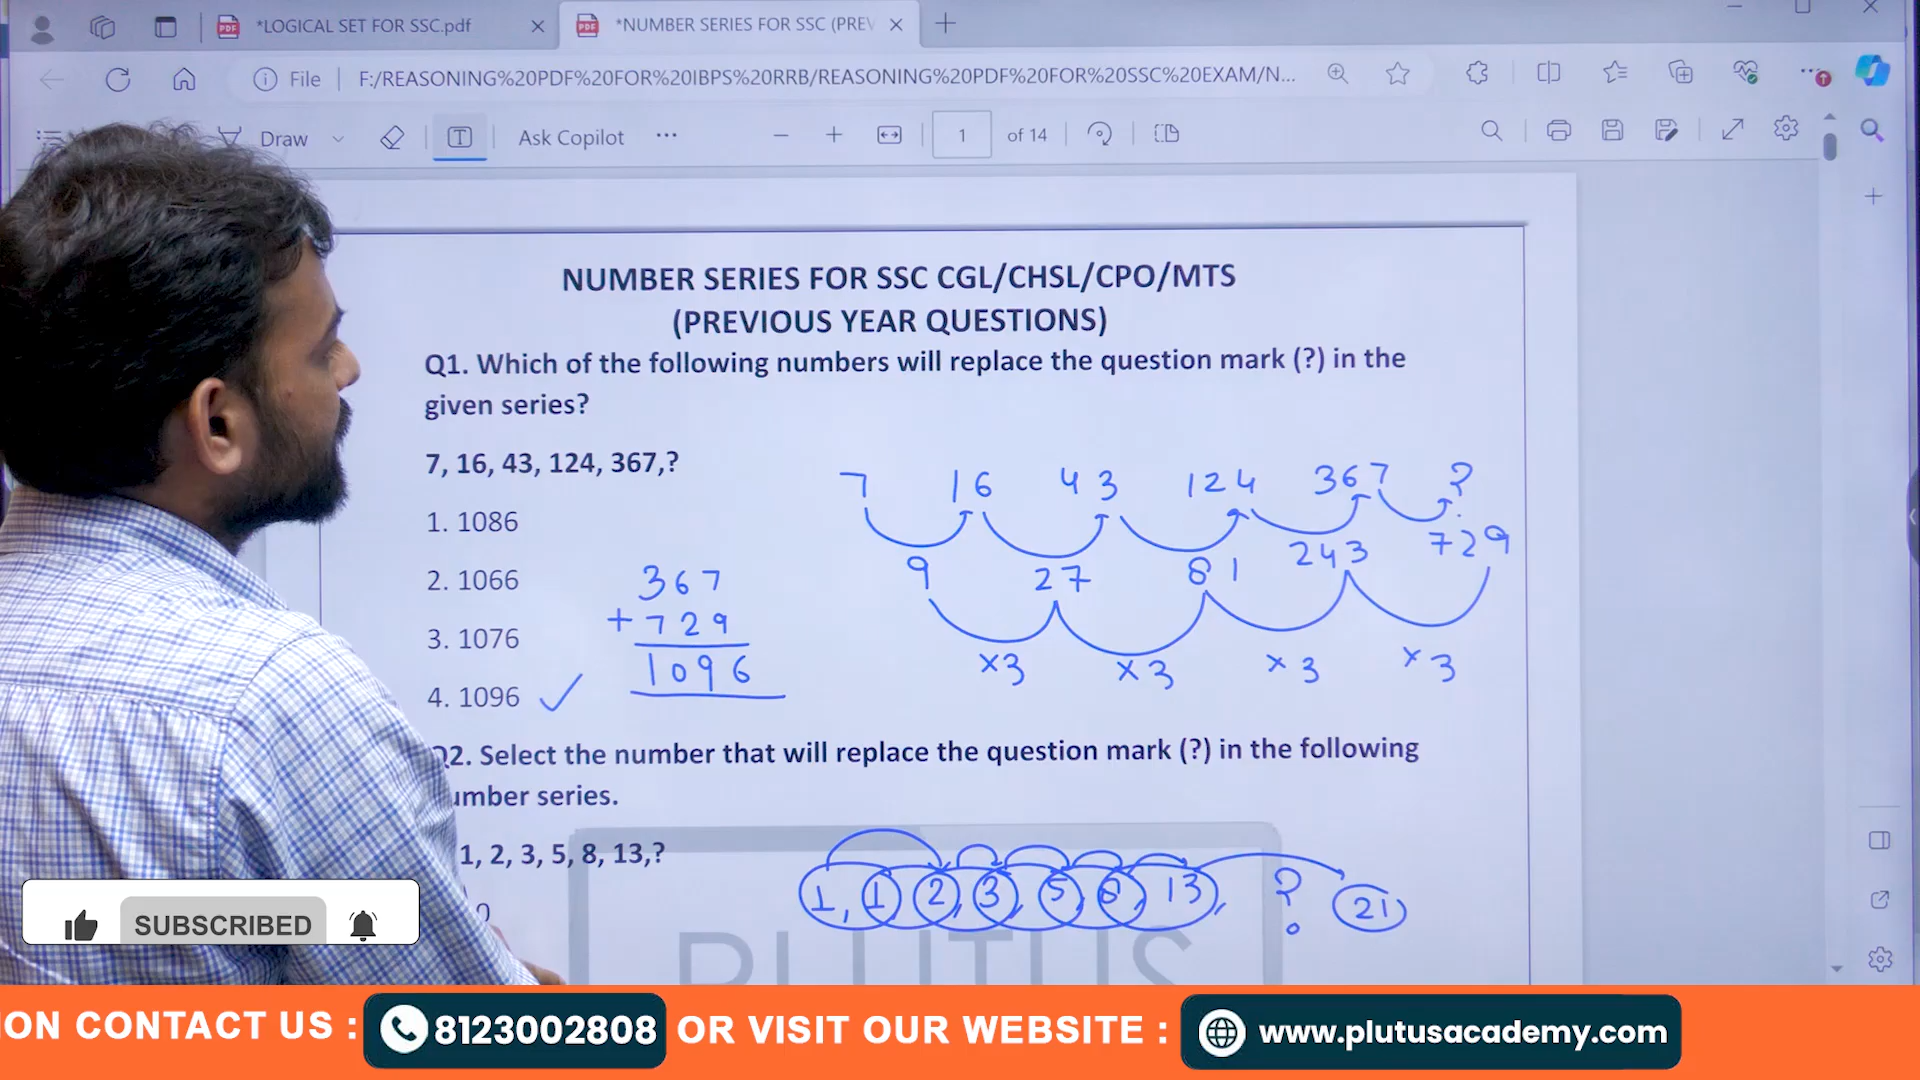 *LOGICAL SET FOR SSC.pdf
*NUMBER SERIES FOR SSC (PREV
File
F:/REASONING%20PDF%20FOR%20IBPS%20RRB/REASONING%20PDF%20FOR%20SSC%20EXAM/N...
Draw
Ask Copilot
1 of 14
NUMBER SERIES FOR SSC CGL/CHSL/CPO/MTS
(PREVIOUS YEAR QUESTIONS)
Q1. Which of the following numbers will replace the question mark (?) in the
given series?
7, 16, 43, 124, 367,?
7 16 43 124 367 ?
1. 1086
9 27 81 243 729
2. 1066
367
+ 729
1096
×3 ×3 ×3 ×3
3. 1076
4. 1096 ✓
Q2. Select the number that will replace the question mark (?) in the following
umber series.
1, 2, 3, 5, 8, 13,?
1, 1, 2, 3, 5, 8, 13, ? 21
0
PLUTUS
SUBSCRIBED
ION CONTACT US : 8123002808 OR VISIT OUR WEBSITE : www.plutusacademy.com